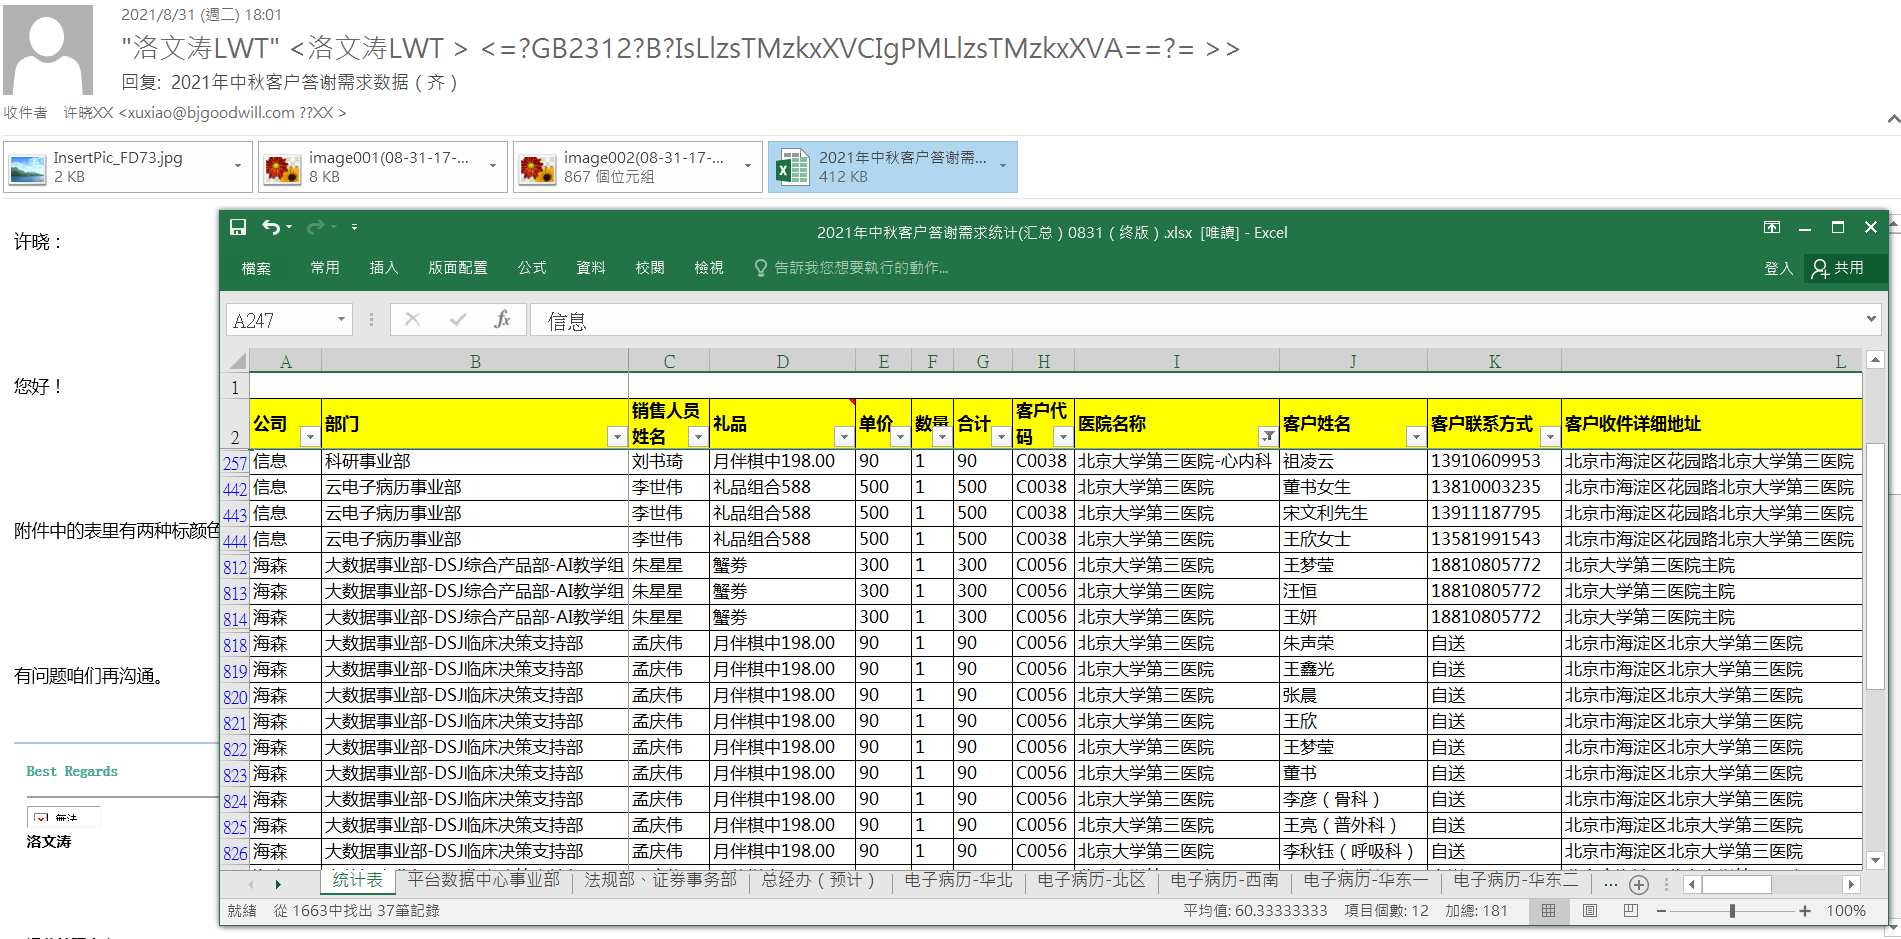 2021/8/31 (週二) 18:01
"洛文涛LWT" <洛文涛LWT > <=?GB2312?B?IsLlzsTMzkxXVCIgPMLlzsTMzkxXVA==?= >>
回复: 2021年中秋客户答谢需求数据（齐）
收件者 许晓XX <xuxiao@bjgoodwill.com ??XX >
InsertPic_FD73.jpg
2 KB
image001(08-31-17-...
8 KB
image002(08-31-17-...
867 個位元組
2021年中秋客户答谢需...
412 KB
许晓：
您好！
附件中的表里有两种标颜色
有问题咱们再沟通。
Best Regards
洛文涛
2021年中秋客户答谢需求统计(汇总）0831（终版）.xlsx [唯讀] - Excel
檔案 常用 插入 版面配置 公式 資料 校閱 檢視 告訴我您想要執行的動作... 登入 共用
A247 fx 信息
A B C D E F G H I J K L
1
2 公司 部门 销售人员姓名 礼品 单价 数量 合计 客户代码 医院名称 客户姓名 客户联系方式 客户收件详细地址
257 信息 科研事业部 刘书琦 月伴棋中198.00 90 1 90 C0038 北京大学第三医院-心内科 祖凌云 13910609953 北京市海淀区花园路北京大学第三医院
442 信息 云电子病历事业部 李世伟 礼品组合588 500 1 500 C0038 北京大学第三医院 董书女生 13810003235 北京市海淀区花园路北京大学第三医院
443 信息 云电子病历事业部 李世伟 礼品组合588 500 1 500 C0038 北京大学第三医院 宋文利先生 13911187795 北京市海淀区花园路北京大学第三医院
444 信息 云电子病历事业部 李世伟 礼品组合588 500 1 500 C0038 北京大学第三医院 王欣女士 13581991543 北京市海淀区花园路北京大学第三医院
812 海森 大数据事业部-DSJ综合产品部-AI教学组 朱星星 蟹劵 300 1 300 C0056 北京大学第三医院 王梦莹 18810805772 北京大学第三医院主院
813 海森 大数据事业部-DSJ综合产品部-AI教学组 朱星星 蟹劵 300 1 300 C0056 北京大学第三医院 汪恒 18810805772 北京大学第三医院主院
814 海森 大数据事业部-DSJ综合产品部-AI教学组 朱星星 蟹劵 300 1 300 C0056 北京大学第三医院 王妍 18810805772 北京大学第三医院主院
818 海森 大数据事业部-DSJ临床决策支持部 孟庆伟 月伴棋中198.00 90 1 90 C0056 北京大学第三医院 朱声荣 自送 北京市海淀区北京大学第三医院
819 海森 大数据事业部-DSJ临床决策支持部 孟庆伟 月伴棋中198.00 90 1 90 C0056 北京大学第三医院 王鑫光 自送 北京市海淀区北京大学第三医院
820 海森 大数据事业部-DSJ临床决策支持部 孟庆伟 月伴棋中198.00 90 1 90 C0056 北京大学第三医院 张晨 自送 北京市海淀区北京大学第三医院
821 海森 大数据事业部-DSJ临床决策支持部 孟庆伟 月伴棋中198.00 90 1 90 C0056 北京大学第三医院 王欣 自送 北京市海淀区北京大学第三医院
822 海森 大数据事业部-DSJ临床决策支持部 孟庆伟 月伴棋中198.00 90 1 90 C0056 北京大学第三医院 王梦莹 自送 北京市海淀区北京大学第三医院
823 海森 大数据事业部-DSJ临床决策支持部 孟庆伟 月伴棋中198.00 90 1 90 C0056 北京大学第三医院 董书 自送 北京市海淀区北京大学第三医院
824 海森 大数据事业部-DSJ临床决策支持部 孟庆伟 月伴棋中198.00 90 1 90 C0056 北京大学第三医院 李彦（骨科） 自送 北京市海淀区北京大学第三医院
825 海森 大数据事业部-DSJ临床决策支持部 孟庆伟 月伴棋中198.00 90 1 90 C0056 北京大学第三医院 王亮（普外科） 自送 北京市海淀区北京大学第三医院
826 海森 大数据事业部-DSJ临床决策支持部 孟庆伟 月伴棋中198.00 90 1 90 C0056 北京大学第三医院 李秋钰（呼吸科） 自送 北京市海淀区北京大学第三医院
统计表 平台数据中心事业部 法规部、证券事务部 总经办（预计） 电子病历-华北 电子病历-北区 电子病历-西南 电子病历-华东一 电子病历-华东二 ...
就緒 從 1663中找出 37筆記錄 平均值: 60.33333333 項目個數: 12 加總: 181 100%